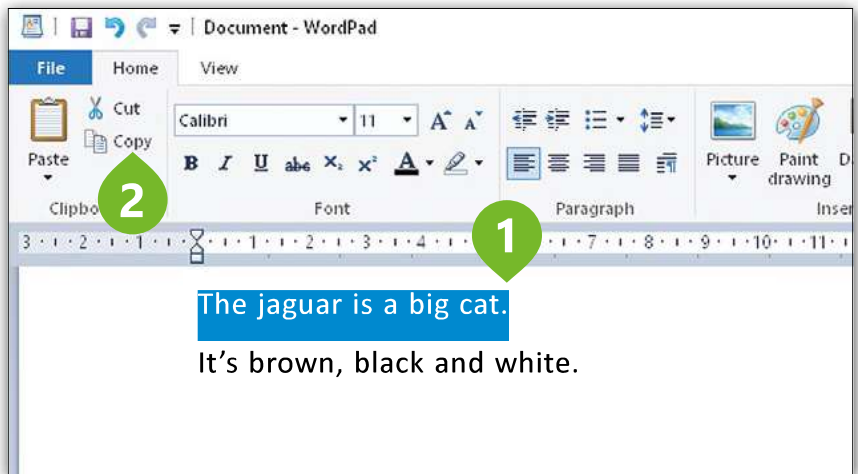 Document - WordPad
File Home View
Cut
Copy
Paste
Calibri 11 A A
B I U abc X₂ x² A
Picture Paint drawing
Clipbo
Font
Paragraph
Inser
2
1
3 2 1 1 2 3 4 7 8 9 10 11
The jaguar is a big cat.
It’s brown, black and white.